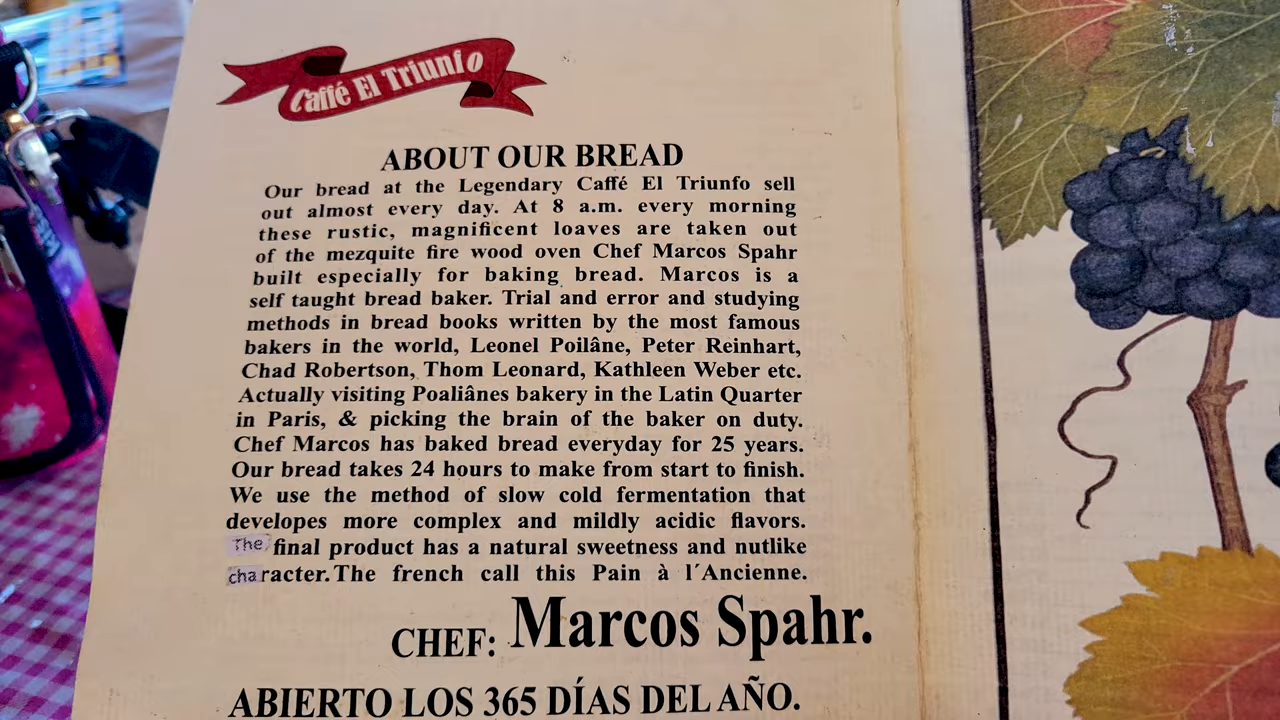 Caffé El Triunfo
ABOUT OUR BREAD
Our bread at the Legendary Caffé El Triunfo sell
out almost every day. At 8 a.m. every morning
these rustic, magnificent loaves are taken out
of the mezquite fire wood oven Chef Marcos Spahr
built especially for baking bread. Marcos is a
self taught bread baker. Trial and error and studying
methods in bread books written by the most famous
bakers in the world, Leonel Poilâne, Peter Reinhart,
Chad Robertson, Thom Leonard, Kathleen Weber etc.
Actually visiting Poaliânes bakery in the Latin Quarter
in Paris, & picking the brain of the baker on duty.
Chef Marcos has baked bread everyday for 25 years.
Our bread takes 24 hours to make from start to finish.
We use the method of slow cold fermentation that
developes more complex and mildly acidic flavors.
The final product has a natural sweetness and nutlike
character.The french call this Pain à l´Ancienne.
CHEF: Marcos Spahr.
ABIERTO LOS 365 DÍAS DEL AÑO.